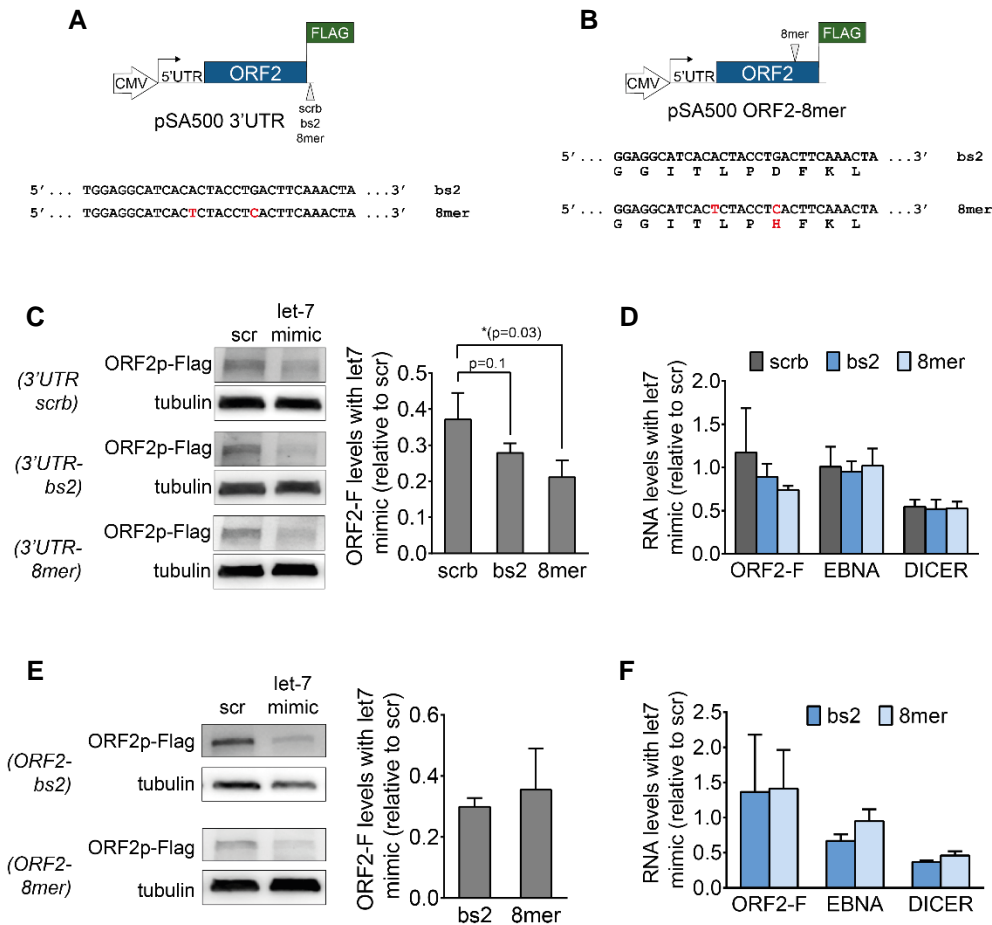 A
FLAG
ORF2
5'UTR
CMV
scrb
bs2
8mer
pSA500 3'UTR
5' ... TGGAGGCATCACACTACCTGACTTCAAACTA ...3' bs2
5' ... TGGAGGCATCACTCTACCTCACTTCAAACTA ...3' 8mer
B
8mer
FLAG
ORF2
5'UTR
CMV
pSA500 ORF2-8mer
5' ... GGAGGCATCACACTACCTGACTTCAAACTA ...3' bs2
G G I T L P D F K L
5' ... GGAGGCATCACTCTACCTCACTTCAAACTA ...3' 8mer
G G I T L P H F K L
C
scr
let-7 mimic
(3'UTR scrb)
ORF2p-Flag
tubulin
(3'UTR-bs2)
ORF2p-Flag
tubulin
(3'UTR-8mer)
ORF2p-Flag
tubulin
ORF2-F levels with let7 mimic (relative to scr)
*(p=0.03)
p=0.1
0.5
0.4
0.3
0.2
0.1
0.0
scrb bs2 8mer
D
scrb bs2 8mer
RNA levels with let7 mimic (relative to scr)
2.0
1.5
1.0
0.5
0.0
ORF2-F EBNA DICER
E
scr
let-7 mimic
(ORF2-bs2)
ORF2p-Flag
tubulin
(ORF2-8mer)
ORF2p-Flag
tubulin
ORF2-F levels with let7 mimic (relative to scr)
0.6
0.4
0.2
0.0
bs2 8mer
F
bs2 8mer
RNA levels with let7 mimic (relative to scr)
2.5
2.0
1.5
1.0
0.5
0.0
ORF2-F EBNA DICER